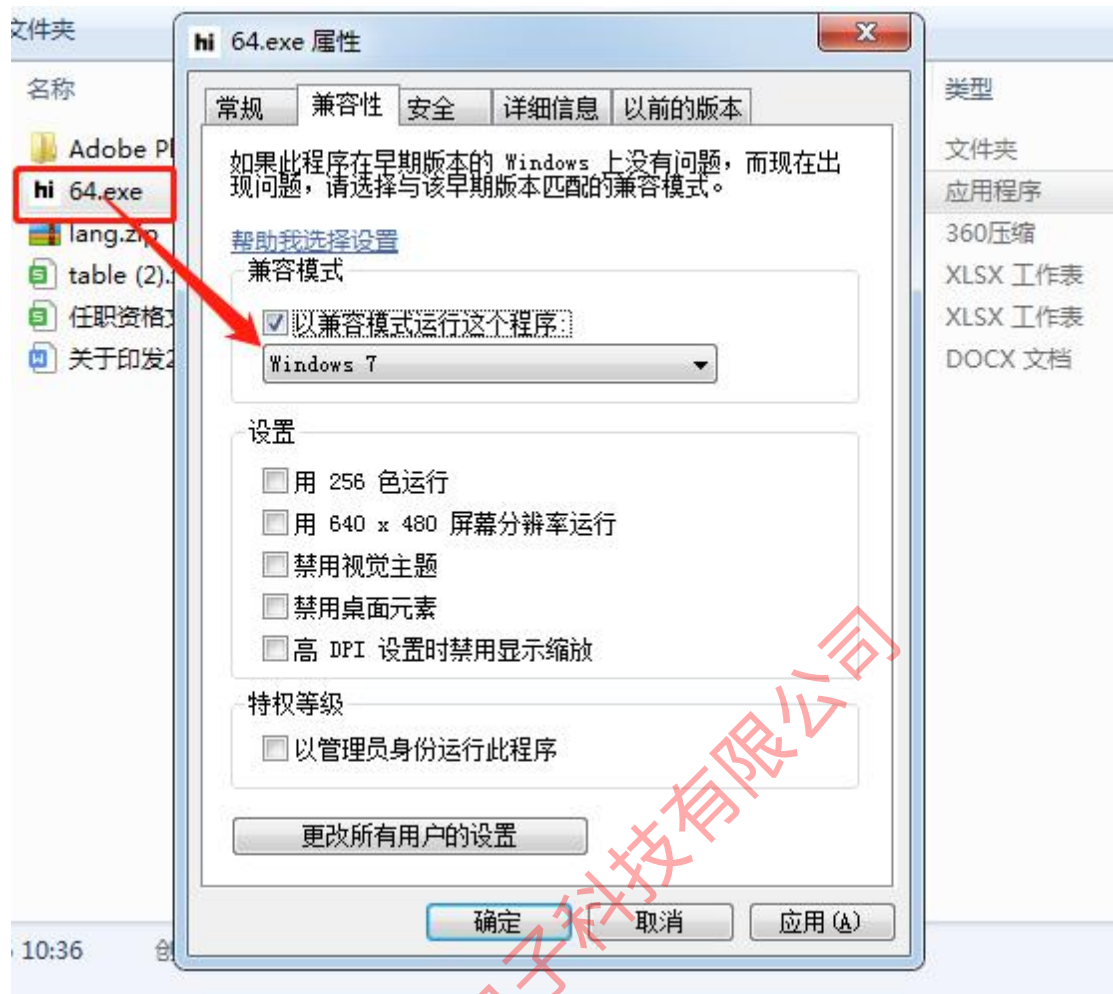 文件夹
hi 64.exe 属性
名称
类型
常规
兼容性
安全
详细信息
以前的版本
Adobe
文件夹
如果此程序在早期版本的 Windows 上没有问题，而现在出
现问题，请选择与该早期版本匹配的兼容模式。
hi 64.exe
应用程序
lang.zip
360压缩
帮助我选择设置
兼容模式
table (2).
XLSX 工作表
任职资格
XLSX 工作表
以兼容模式运行这个程序:
关于印发2
DOCX 文档
Windows 7
设置
用 256 色运行
用 640 x 480 屏幕分辨率运行
禁用视觉主题
禁用桌面元素
高 DPI 设置时禁用显示缩放
特权等级
以管理员身份运行此程序
更改所有用户的设置
确定
取消
应用(A)
10:36
创
子科技有限公司